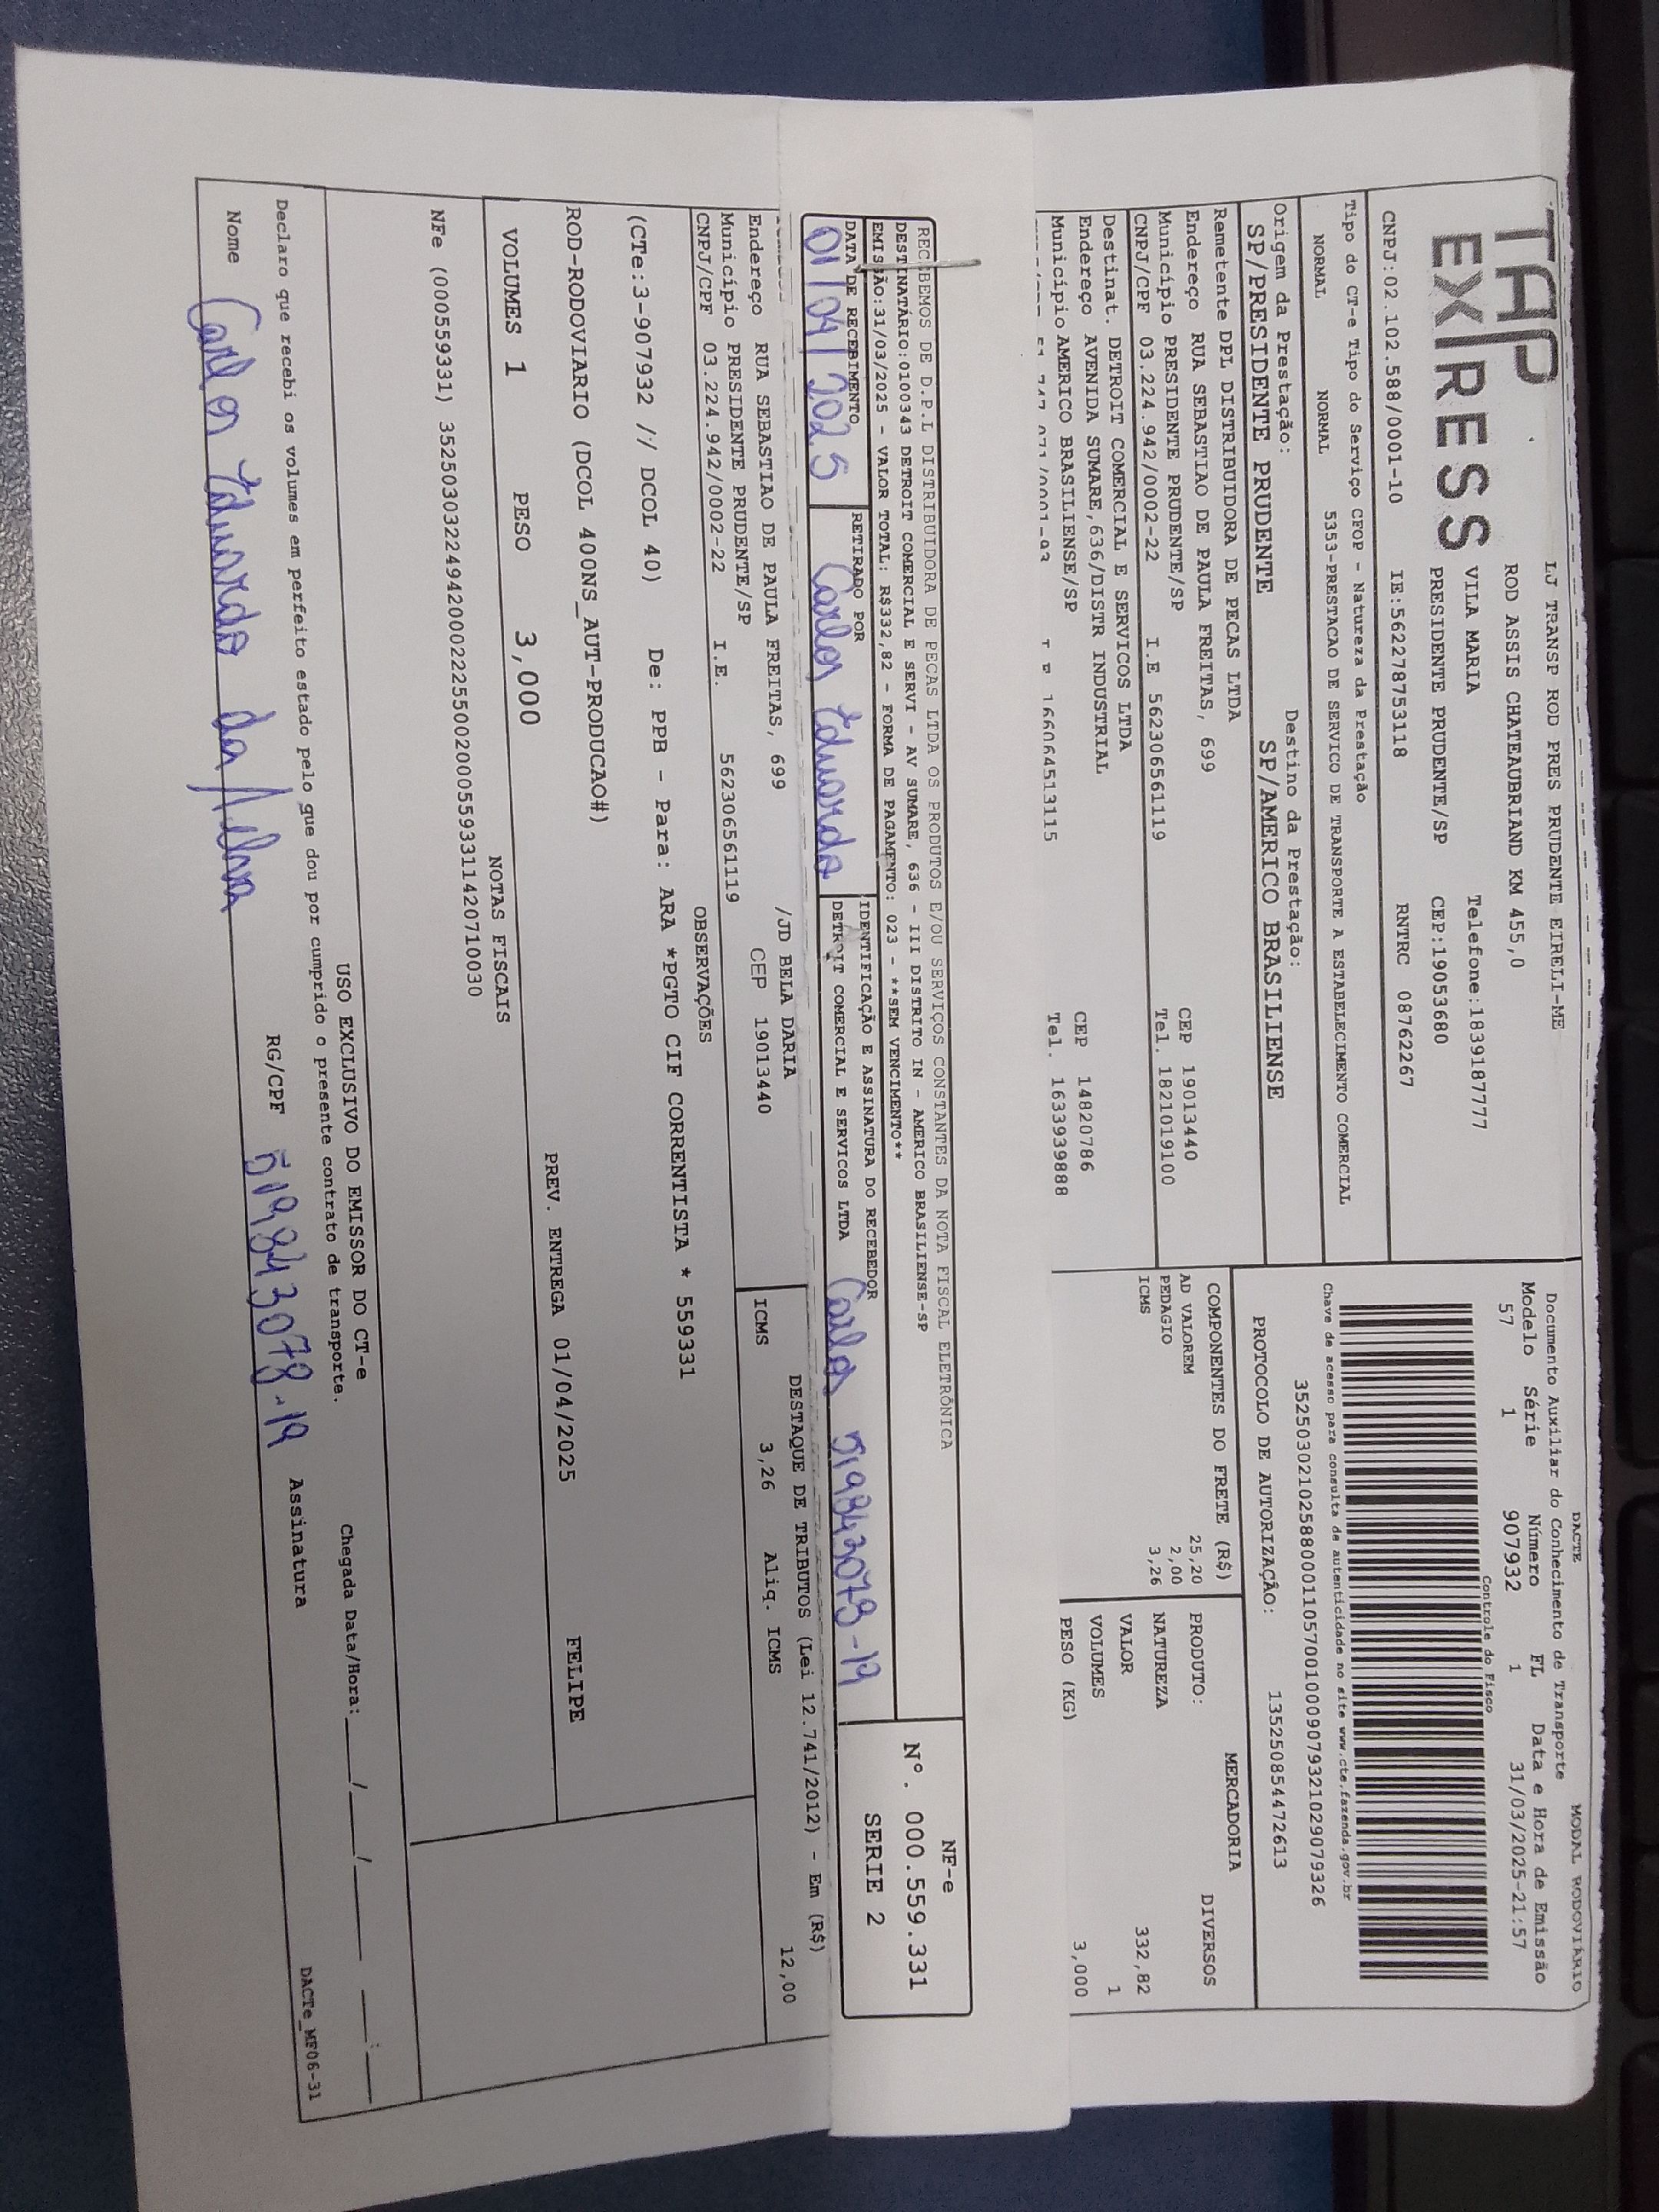 TAP EXPRESS
LJ TRANSP ROD PRES PRUDENTE EIRELI-ME
ROD ASSIS CHATEAUBRIAND KM 455,0
VILA MARIA Telefone:1839187777
PRESIDENTE PRUDENTE/SP CEP:19053680
CNPJ:02.102.588/0001-10 IE:562278753118 RNTRC 08762267
DACTE MODAL RODOVIÁRIO
Documento Auxiliar do Conhecimento de Transporte
Modelo Série Número FL Data e Hora de Emissão
57 1 907932 1 31/03/2025-21:57
Controle do Fisco
Chave de acesso para consulta de autenticidade no site www.cte.fazenda.gov.br
35250302102588000110570010009079321029079326
PROTOCOLO DE AUTORIZAÇÃO: 135250854472613
Tipo do CT-e Tipo do Serviço CFOP - Natureza da Prestação
NORMAL NORMAL 5353-PRESTACAO DE SERVICO DE TRANSPORTE A ESTABELECIMENTO COMERCIAL
Origem da Prestação: Destino da Prestação:
SP/PRESIDENTE PRUDENTE SP/AMERICO BRASILIENSE
Remetente DPL DISTRIBUIDORA DE PECAS LTDA
Endereço RUA SEBASTIAO DE PAULA FREITAS, 699 CEP 19013440
Município PRESIDENTE PRUDENTE/SP Tel. 1821019100
CNPJ/CPF 03.224.942/0002-22 I.E 562306561119
Destinat. DETROIT COMERCIAL E SERVICOS LTDA
Endereço AVENIDA SUMARE,636/DISTR INDUSTRIAL CEP 14820786
Município AMERICO BRASILIENSE/SP Tel. 1633939888
COMPONENTES DO FRETE (R$)
AD VALOREM 25,20
PEDAGIO 2,00
ICMS 3,26
MERCADORIA
PRODUTO: DIVERSOS
NATUREZA
VALOR 332,82
VOLUMES 1
PESO (KG) 3,000
RECEBEMOS DE D.P.L DISTRIBUIDORA DE PECAS LTDA OS PRODUTOS E/OU SERVIÇOS CONSTANTES DA NOTA FISCAL ELETRÔNICA
DESTINATÁRIO:0100343 DETROIT COMERCIAL E SERVI - AV SUMARE, 636 - III DISTRITO IN - AMERICO BRASILIENSE-SP
EMISSÃO:31/03/2025 - VALOR TOTAL: R$332,82 - FORMA DE PAGAMENTO: 023 - **SEM VENCIMENTO**
DATA DE RECEBIMENTO RETIRADO POR IDENTIFICAÇÃO E ASSINATURA DO RECEBEDOR
01/04/2025 Carlos Eduardo DETROIT COMERCIAL E SERVICOS LTDA Carlos 519843078-19
NF-e
N°. 000.559.331
SERIE 2
Endereço RUA SEBASTIAO DE PAULA FREITAS, 699 /JD BELA DARIA
Município PRESIDENTE PRUDENTE/SP CEP 19013440
CNPJ/CPF 03.224.942/0002-22 I.E. 562306561119
DESTAQUE DE TRIBUTOS (Lei 12.741/2012) - Em (R$)
ICMS 3,26 Aliq. ICMS 12,00
OBSERVAÇÕES
(CTe:3-907932 // DCOL 40) De: PPB - Para: ARA *PGTO CIF CORRENTISTA * 559331
ROD-RODOVIARIO (DCOL 400NS_AUT-PRODUCAO#)
FELIPE
VOLUMES 1 PESO 3,000 PREV. ENTREGA 01/04/2025
NOTAS FISCAIS
NFe (000559331) 35250303224942000222550020005593311420710030
USO EXCLUSIVO DO EMISSOR DO CT-e
Declaro que recebi os volumes em perfeito estado pelo que dou por cumprido o presente contrato de transporte. Chegada Data/Hora:___/___/___ __:__
Nome Carlos Eduardo da RG/CPF 519843078-19 Assinatura
DACTe_MF06-31